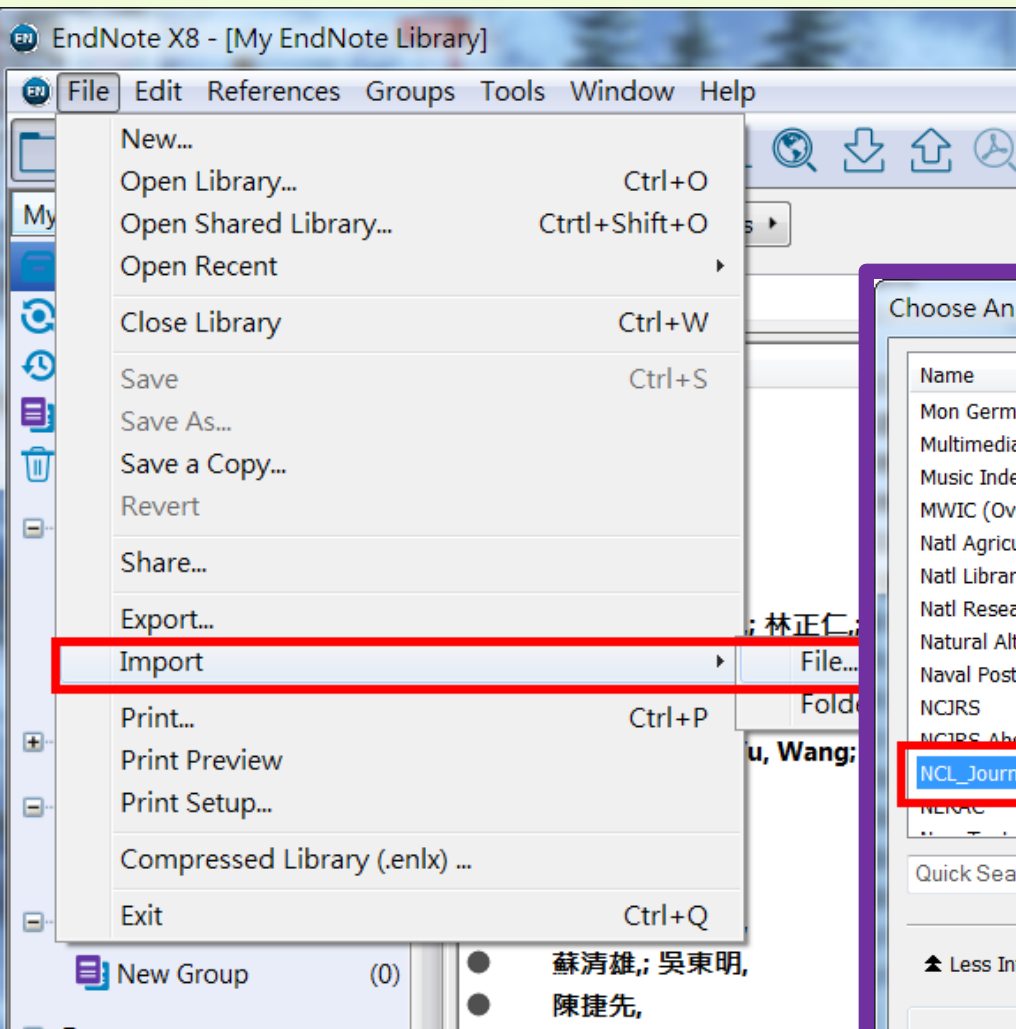 EndNote X8 - [My EndNote Library]
File Edit References Groups Tools Window Help
New...
Open Library... Ctrl+O
Open Shared Library... Ctrtl+Shift+O
Open Recent
Close Library Ctrl+W
Save Ctrl+S
Save As...
Save a Copy...
Revert
Share...
Export...
Import
File...
Print... Ctrl+P
Print Preview
Print Setup...
Compressed Library (.enlx) ...
Exit Ctrl+Q
My
New Group (0)
; 林正仁,;
Wang;
蘇清雄,; 吳東明,
陳捷先,
Choose An
Name
Mon Germ
Multimedia
Music Inde
MWIC (Ov
Natl Agricu
Natl Librar
Natl Resea
Natural Alt
Naval Post
NCJRS
NCJRS Abs
NCL_Journ
NERAC
Quick Sea
Less In